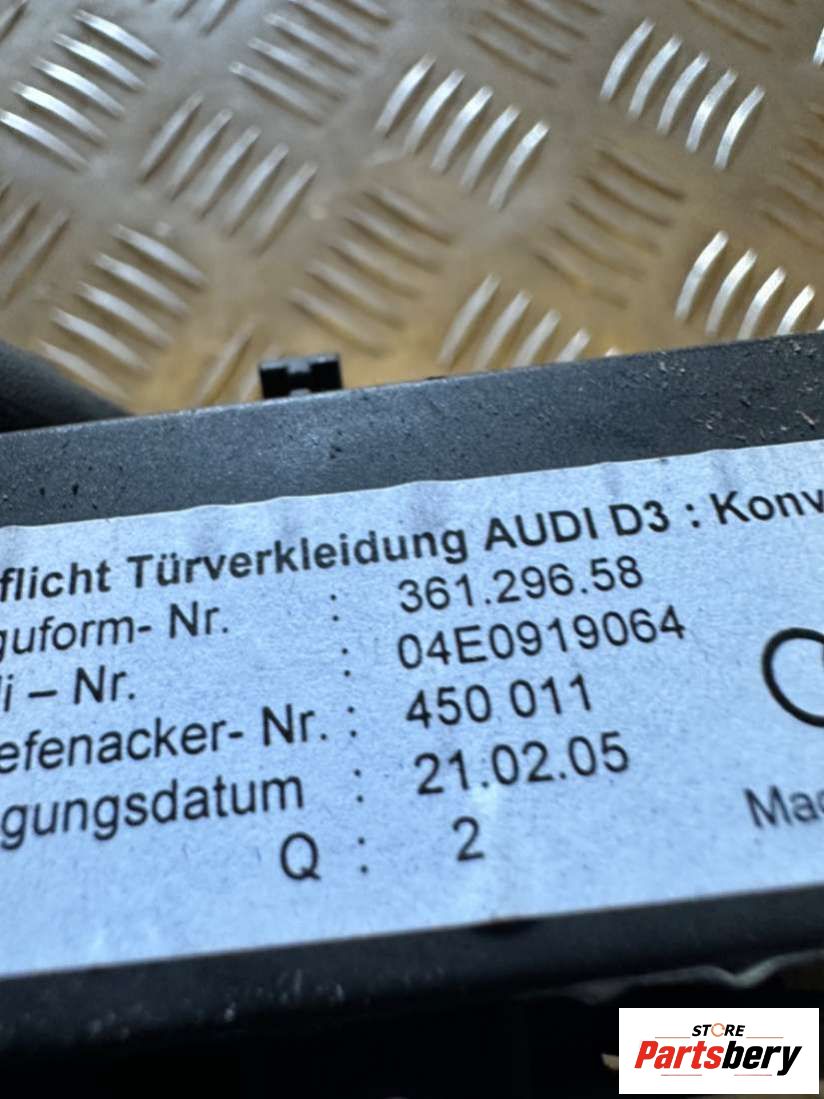 flicht Türverkleidung AUDI D3 : Konv
guform- Nr. : 361.296.58
i – Nr. : 04E0919064
efenacker- Nr. : 450 011
gungsdatum : 21.02.05
Q : 2
Mad
STORE
Partsbery